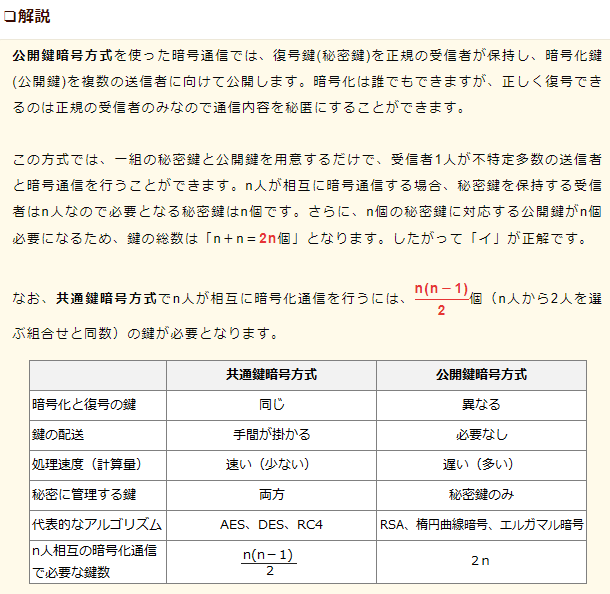 ❏解説
公開鍵暗号方式を使った暗号通信では、復号鍵(秘密鍵)を正規の受信者が保持し、暗号化鍵
(公開鍵)を複数の送信者に向けて公開します。暗号化は誰でもできますが、正しく復号でき
るのは正規の受信者のみなので通信内容を秘匿にすることができます。
この方式では、一組の秘密鍵と公開鍵を用意するだけで、受信者1人が不特定多数の送信者
と暗号通信を行うことができます。n人が相互に暗号通信する場合、秘密鍵を保持する受信
者はn人なので必要となる秘密鍵はn個です。さらに、n個の秘密鍵に対応する公開鍵がn個
必要になるため、鍵の総数は「n＋n＝2n個」となります。したがって「イ」が正解です。
なお、共通鍵暗号方式でn人が相互に暗号化通信を行うには、n(n－1)/2個（n人から2人を選
ぶ組合せと同数）の鍵が必要となります。
共通鍵暗号方式 公開鍵暗号方式
暗号化と復号の鍵 同じ 異なる
鍵の配送 手間が掛かる 必要なし
処理速度（計算量） 速い（少ない） 遅い（多い）
秘密に管理する鍵 両方 秘密鍵のみ
代表的なアルゴリズム AES、DES、RC4 RSA、楕円曲線暗号、エルガマル暗号
n人相互の暗号化通信
で必要な鍵数 n(n－1)/2 2n